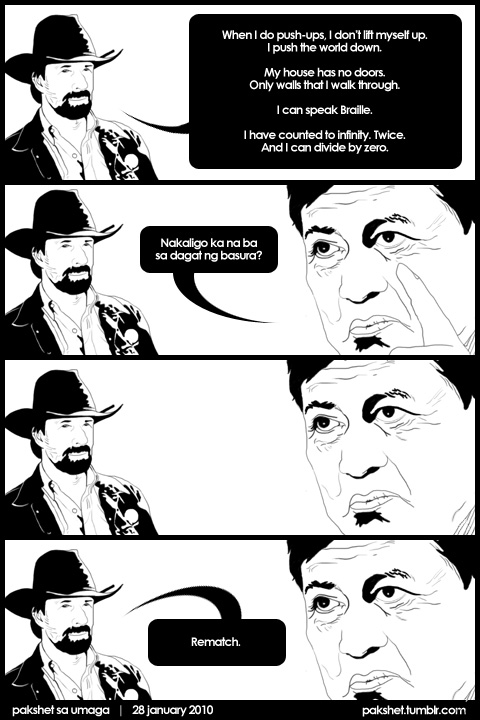 When I do push-ups, I don't lift myself up.
I push the world down.
My house has no doors.
Only walls that I walk through.
I can speak Braille.
I have counted to infinity. Twice.
And I can divide by zero.
Nakaligo ka na ba
sa dagat ng basura?
Rematch.
pakshet sa umaga | 28 january 2010
pakshet.tumblr.com